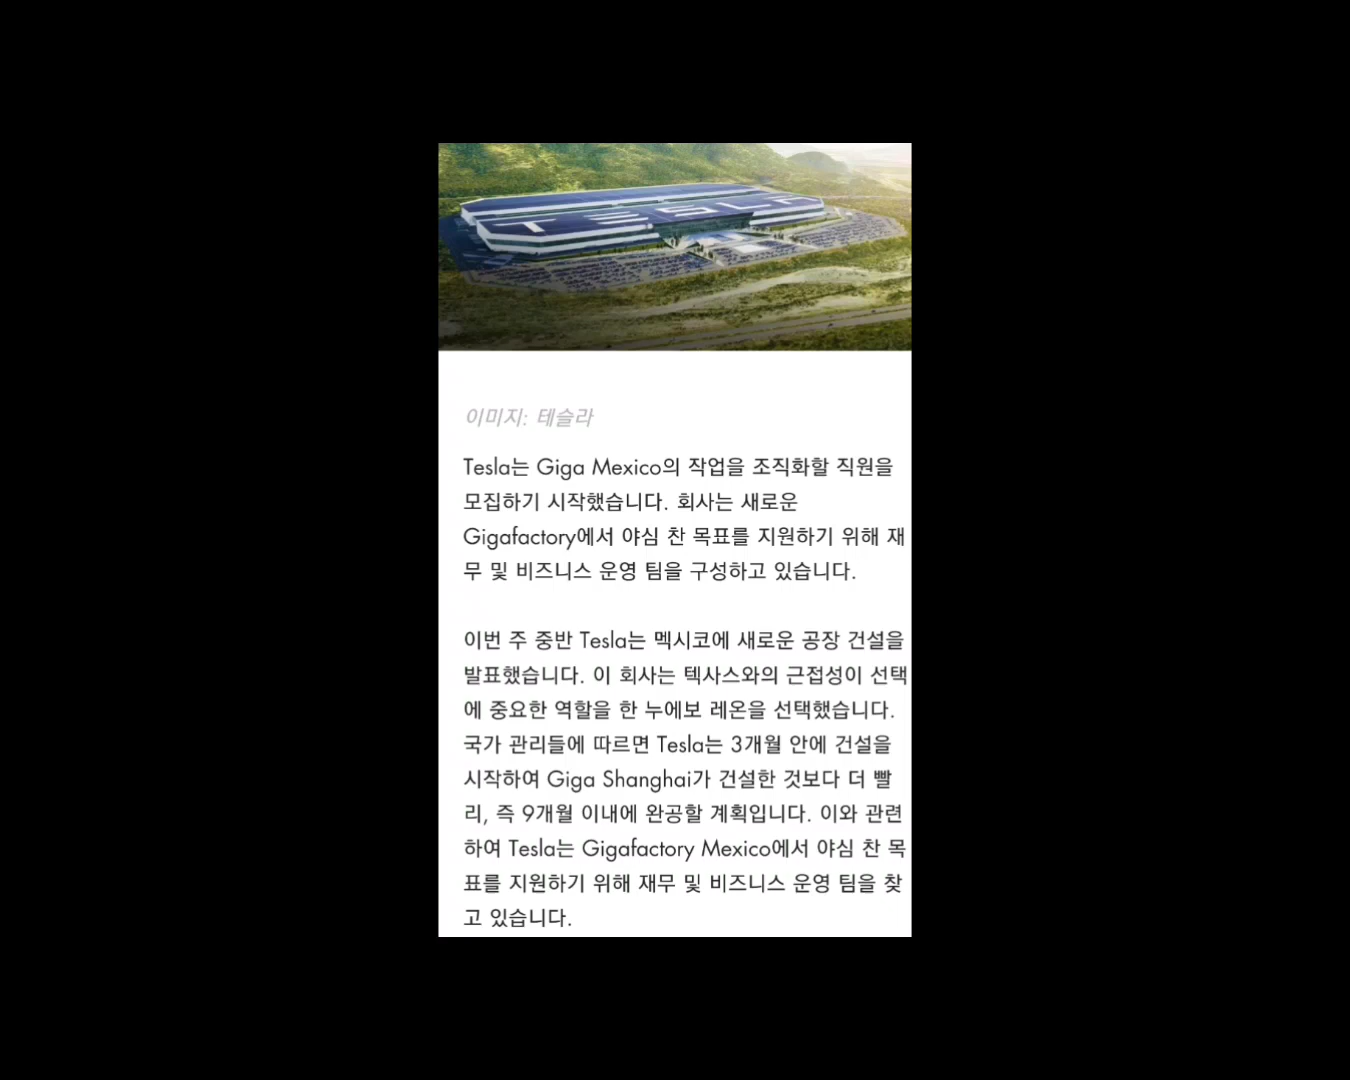 TESLA
이미지: 테슬라
Tesla는 Giga Mexico의 작업을 조직화할 직원을
모집하기 시작했습니다. 회사는 새로운
Gigafactory에서 야심 찬 목표를 지원하기 위해 재
무 및 비즈니스 운영 팀을 구성하고 있습니다.
이번 주 중반 Tesla는 멕시코에 새로운 공장 건설을
발표했습니다. 이 회사는 텍사스와의 근접성이 선택
에 중요한 역할을 한 누에보 레온을 선택했습니다.
국가 관리들에 따르면 Tesla는 3개월 안에 건설을
시작하여 Giga Shanghai가 건설한 것보다 더 빨
리, 즉 9개월 이내에 완공할 계획입니다. 이와 관련
하여 Tesla는 Gigafactory Mexico에서 야심 찬 목
표를 지원하기 위해 재무 및 비즈니스 운영 팀을 찾
고 있습니다.